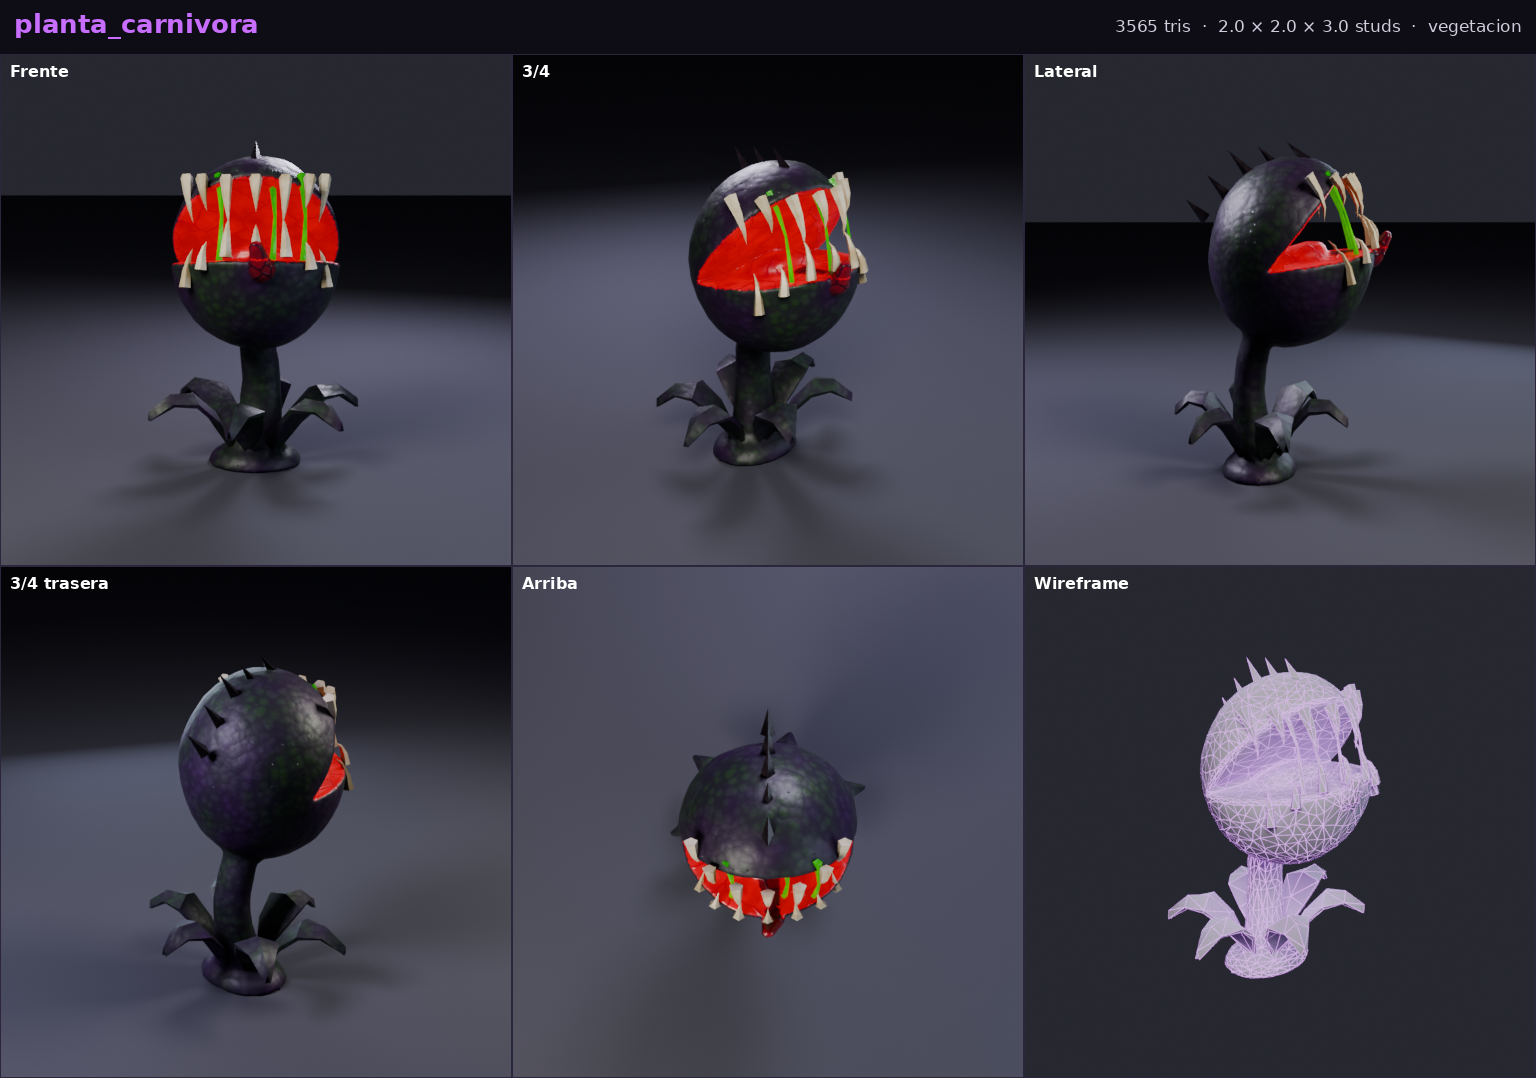 planta_carnivora
3565 tris · 2.0 × 2.0 × 3.0 studs · vegetacion
Frente
3/4
Lateral
3/4 trasera
Arriba
Wireframe